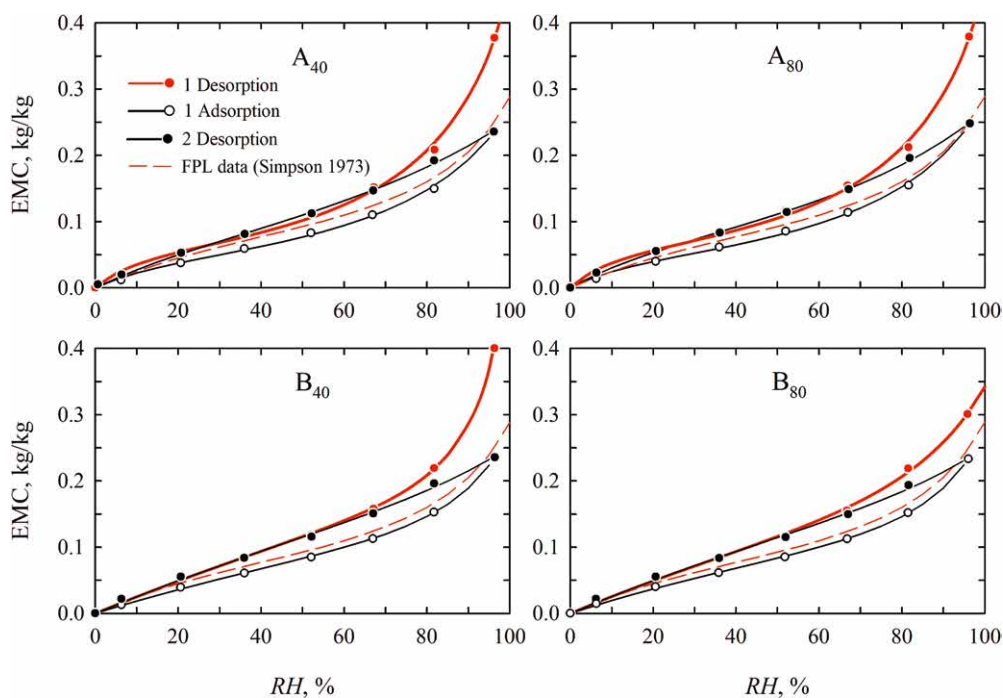 0.4
0.3
0.2
0.1
0.0
EMC, kg/kg
A40
1 Desorption
1 Adsorption
2 Desorption
FPL data (Simpson 1973)
0 20 40 60 80 100
0.4
0.3
0.2
0.1
0.0
A80
0 20 40 60 80 100
0.4
0.3
0.2
0.1
0.0
EMC, kg/kg
B40
0 20 40 60 80 100
RH, %
0.4
0.3
0.2
0.1
0.0
B80
0 20 40 60 80 100
RH, %